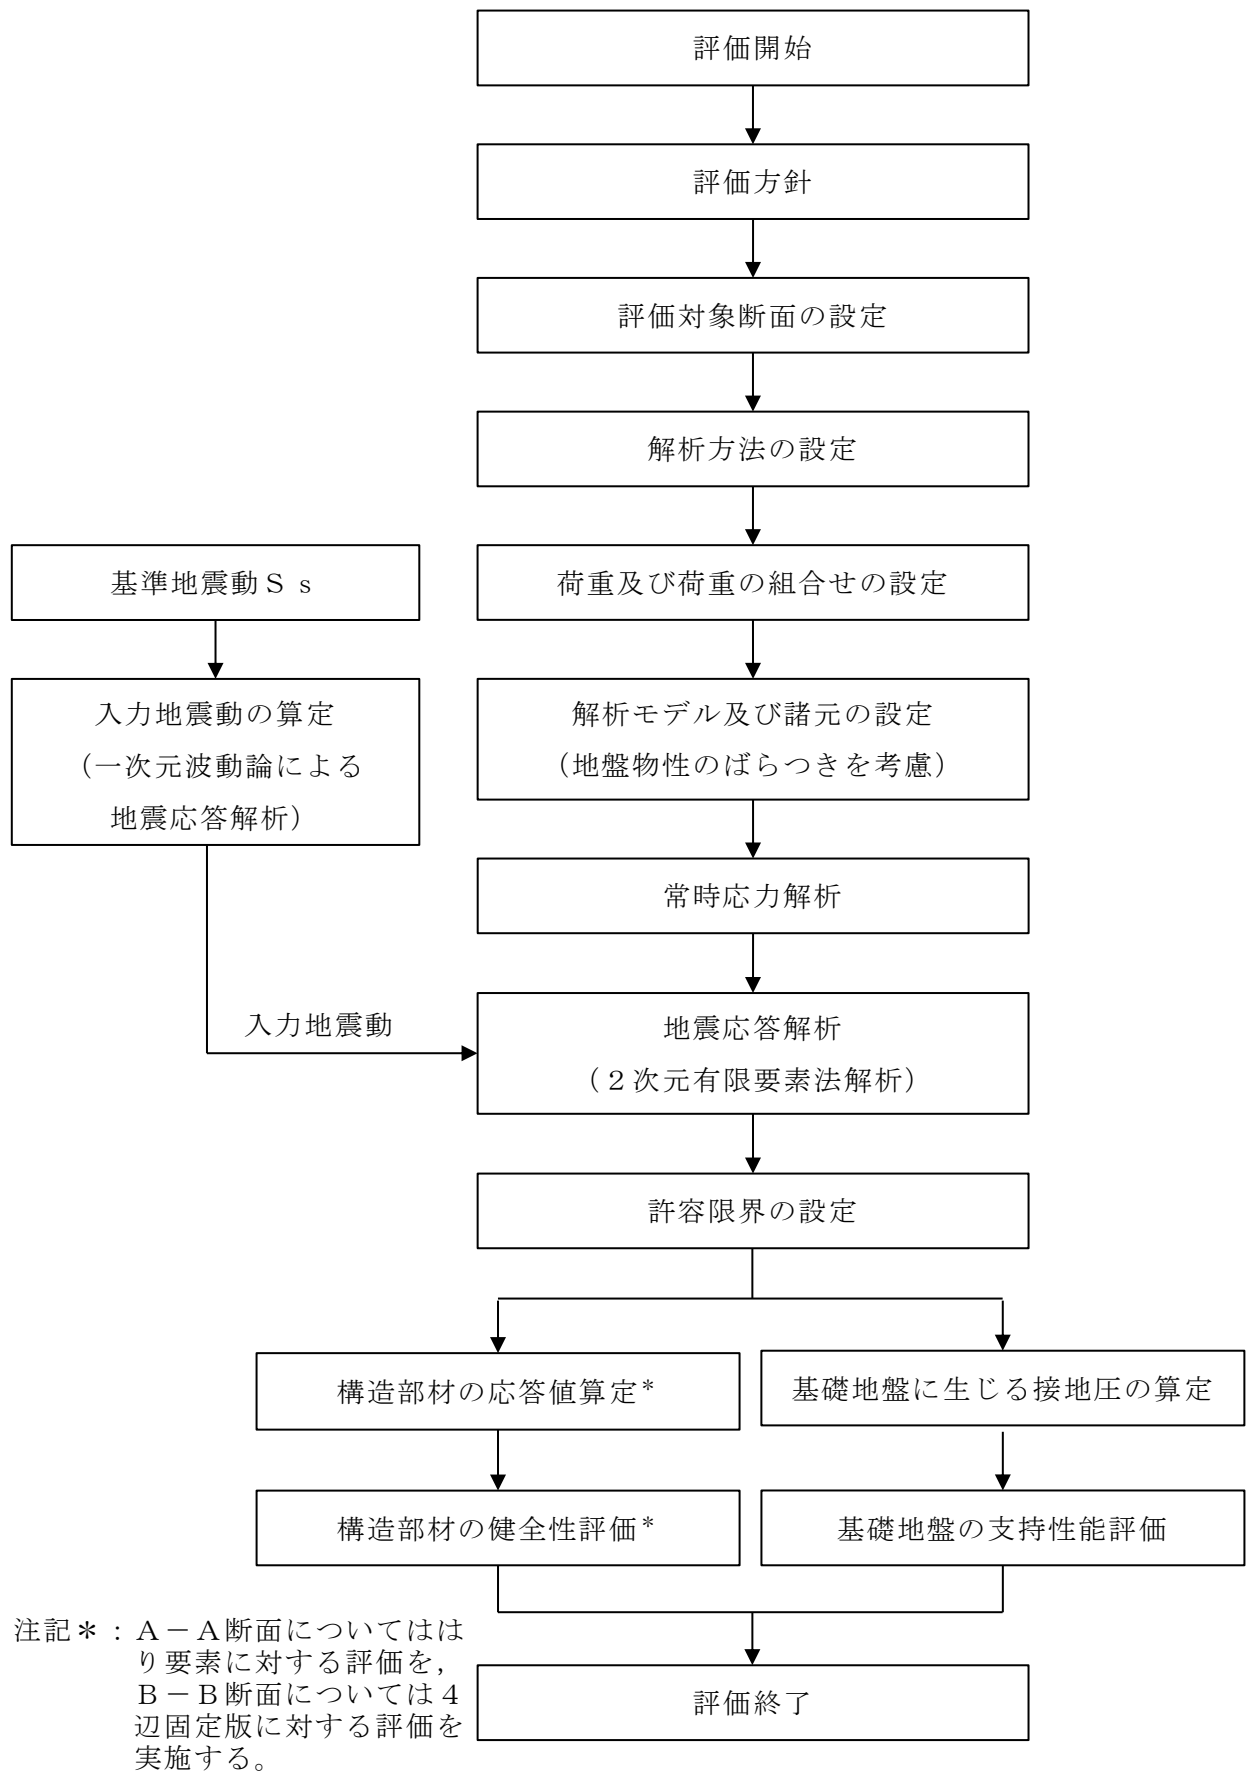 評価開始
評価方針
評価対象断面の設定
解析方法の設定
基準地震動Ｓｓ
荷重及び荷重の組合せの設定
入力地震動の算定
（一次元波動論による
地震応答解析）
解析モデル及び諸元の設定
（地盤物性のばらつきを考慮）
常時応力解析
入力地震動
地震応答解析
（２次元有限要素法解析）
許容限界の設定
構造部材の応答値算定*
基礎地盤に生じる接地圧の算定
構造部材の健全性評価*
基礎地盤の支持性能評価
注記＊：Ａ－Ａ断面についてはは
り要素に対する評価を，
Ｂ－Ｂ断面については４
辺固定版に対する評価を
実施する。
評価終了